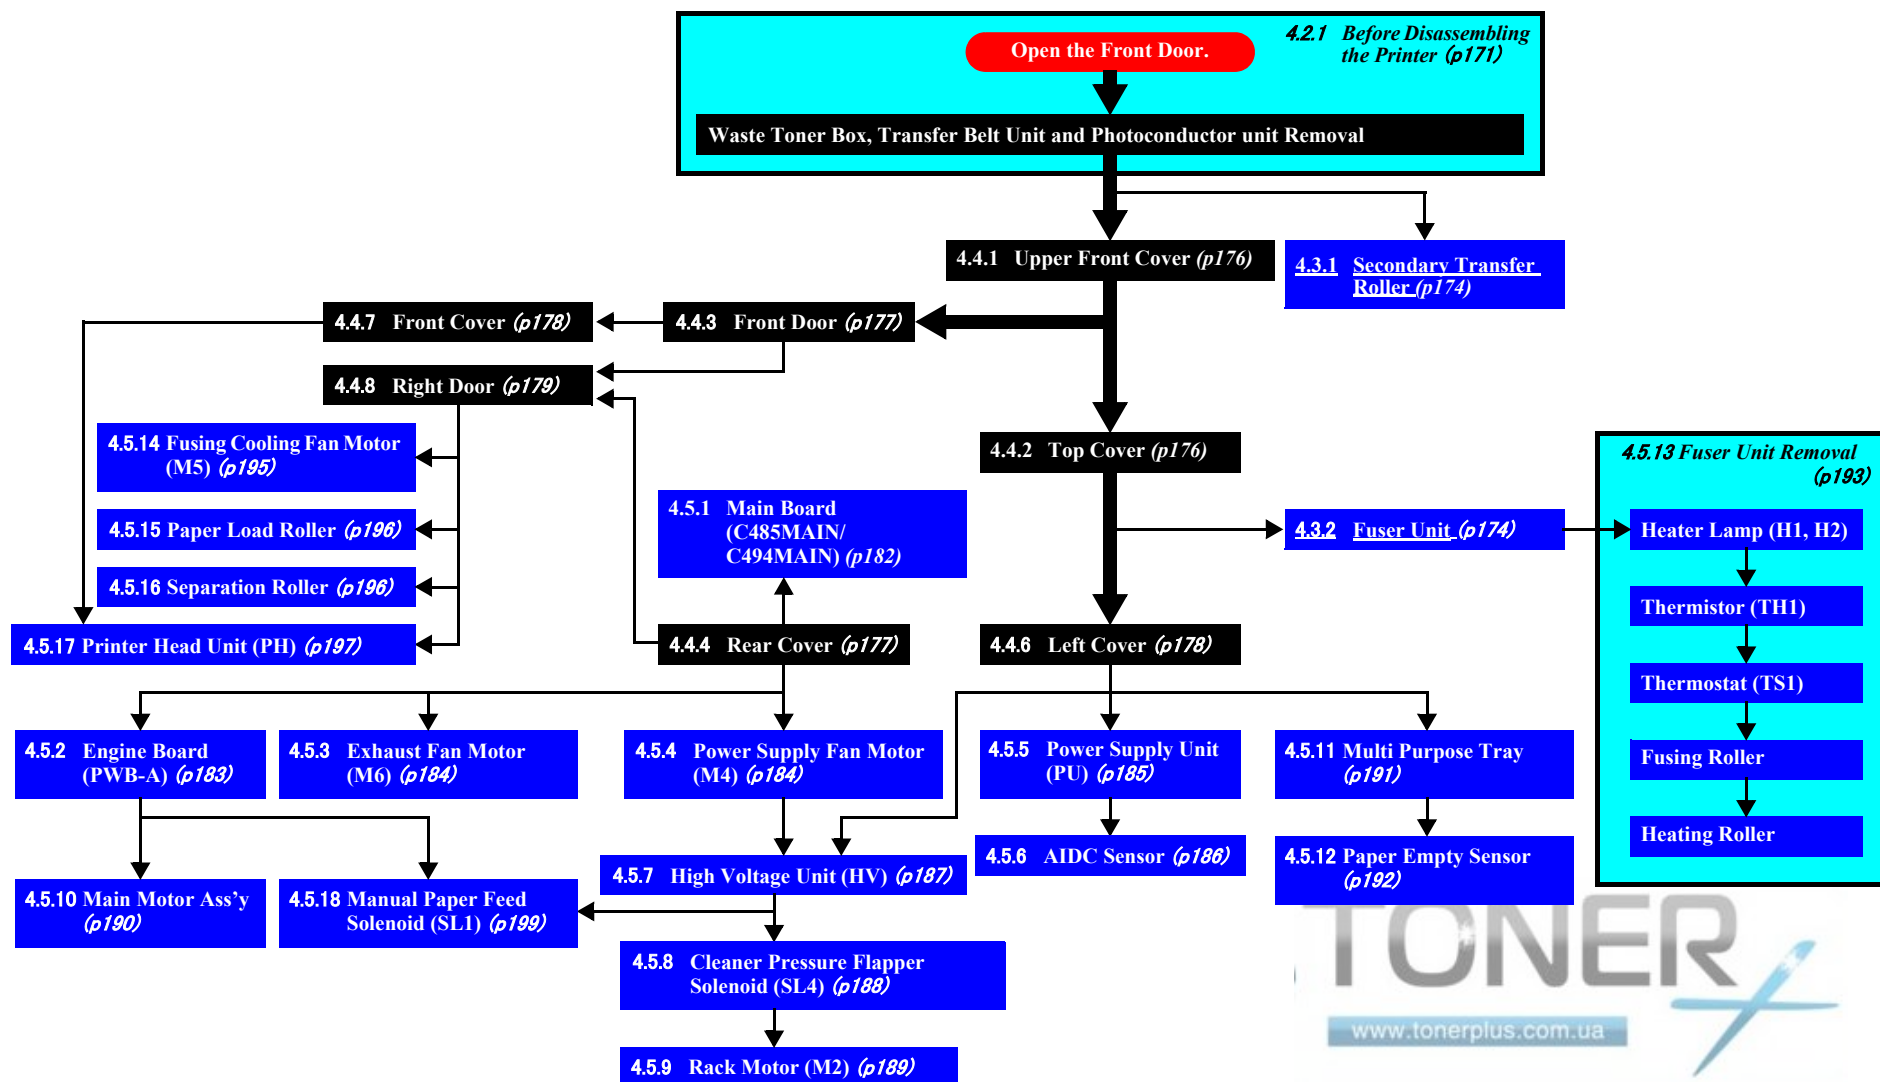 4.2.1 Before Disassembling
the Printer (p171)
Open the Front Door.
Waste Toner Box, Transfer Belt Unit and Photoconductor unit Removal
4.4.1 Upper Front Cover (p176)
4.3.1 Secondary Transfer
Roller (p174)
4.4.7 Front Cover (p178)
4.4.3 Front Door (p177)
4.4.8 Right Door (p179)
4.5.14 Fusing Cooling Fan Motor
(M5) (p195)
4.4.2 Top Cover (p176)
4.5.13 Fuser Unit Removal
(p193)
4.5.1 Main Board
(C485MAIN/
C494MAIN) (p182)
4.5.15 Paper Load Roller (p196)
4.3.2 Fuser Unit (p174)
Heater Lamp (H1, H2)
4.5.16 Separation Roller (p196)
Thermistor (TH1)
4.5.17 Printer Head Unit (PH) (p197)
4.4.4 Rear Cover (p177)
4.4.6 Left Cover (p178)
Thermostat (TS1)
4.5.2 Engine Board
(PWB-A) (p183)
4.5.3 Exhaust Fan Motor
(M6) (p184)
4.5.4 Power Supply Fan Motor
(M4) (p184)
4.5.5 Power Supply Unit
(PU) (p185)
4.5.11 Multi Purpose Tray
(p191)
Fusing Roller
Heating Roller
4.5.7 High Voltage Unit (HV) (p187)
4.5.6 AIDC Sensor (p186)
4.5.12 Paper Empty Sensor
(p192)
4.5.10 Main Motor Ass'y
(p190)
4.5.18 Manual Paper Feed
Solenoid (SL1) (p199)
4.5.8 Cleaner Pressure Flapper
Solenoid (SL4) (p188)
4.5.9 Rack Motor (M2) (p189)
TONER
www.tonerplus.com.ua